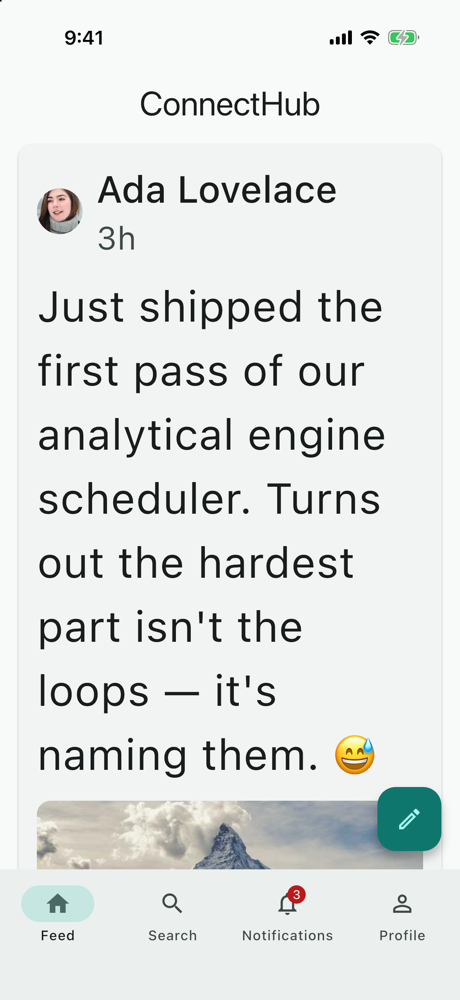 9:41
ConnectHub
Ada Lovelace
3h
Just shipped the
first pass of our
analytical engine
scheduler. Turns
out the hardest
part isn't the
loops — it's
naming them. 😅
3
Feed
Search
Notifications
Profile